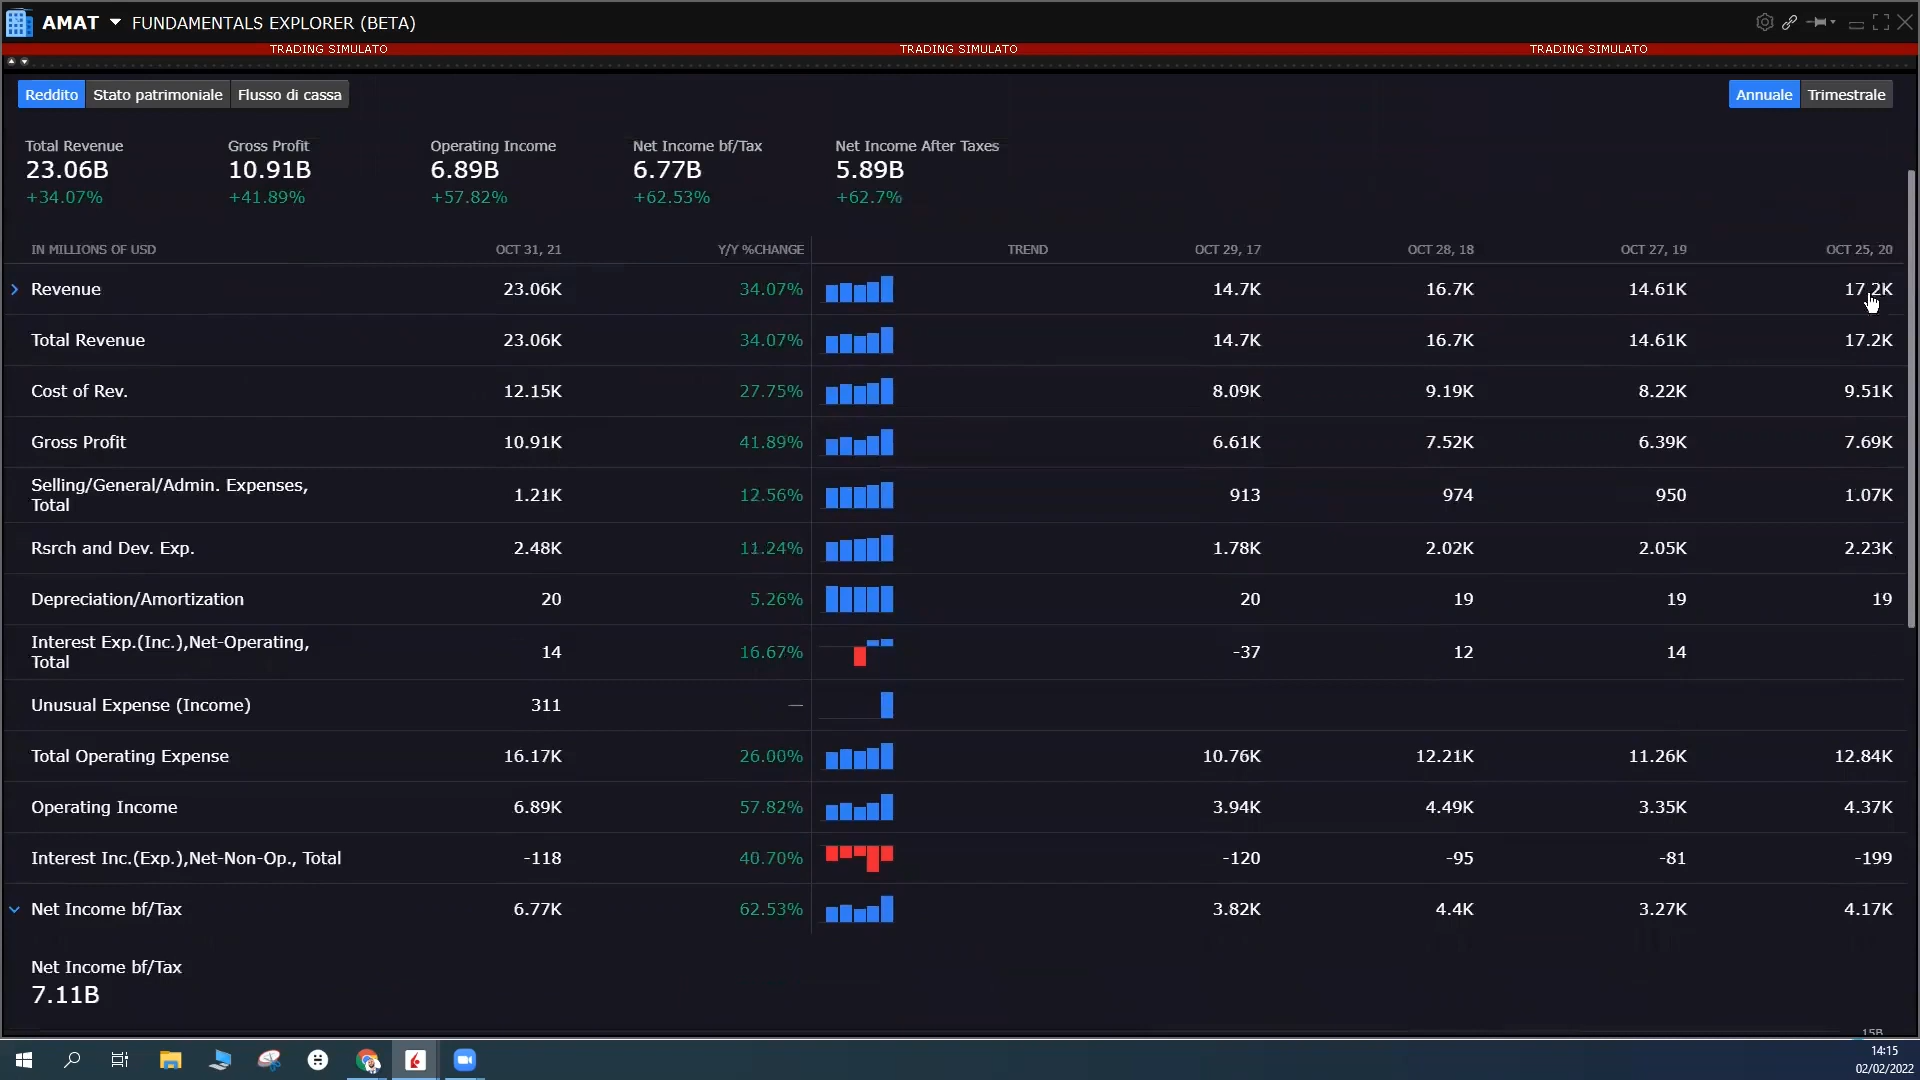 AMAT FUNDAMENTALS EXPLORER (BETA)
TRADING SIMULATO TRADING SIMULATO TRADING SIMULATO
Reddito Stato patrimoniale Flusso di cassa Annuale Trimestrale
Total Revenue Gross Profit Operating Income Net Income bf/Tax Net Income After Taxes
23.06B 10.91B 6.89B 6.77B 5.89B
+34.07% +41.89% +57.82% +62.53% +62.7%
IN MILLIONS OF USD OCT 31, 21 Y/Y %CHANGE TREND OCT 29, 17 OCT 28, 18 OCT 27, 19 OCT 25, 20
Revenue 23.06K 34.07% 14.7K 16.7K 14.61K 17.2K
Total Revenue 23.06K 34.07% 14.7K 16.7K 14.61K 17.2K
Cost of Rev. 12.15K 27.75% 8.09K 9.19K 8.22K 9.51K
Gross Profit 10.91K 41.89% 6.61K 7.52K 6.39K 7.69K
Selling/General/Admin. Expenses,
Total 1.21K 12.56% 913 974 950 1.07K
Rsrch and Dev. Exp. 2.48K 11.24% 1.78K 2.02K 2.05K 2.23K
Depreciation/Amortization 20 5.26% 20 19 19 19
Interest Exp.(Inc.),Net-Operating,
Total 14 16.67% -37 12 14
Unusual Expense (Income) 311 —
Total Operating Expense 16.17K 26.00% 10.76K 12.21K 11.26K 12.84K
Operating Income 6.89K 57.82% 3.94K 4.49K 3.35K 4.37K
Interest Inc.(Exp.),Net-Non-Op., Total -118 40.70% -120 -95 -81 -199
Net Income bf/Tax 6.77K 62.53% 3.82K 4.4K 3.27K 4.17K
Net Income bf/Tax
7.11B
15B
14:15
02/02/2022